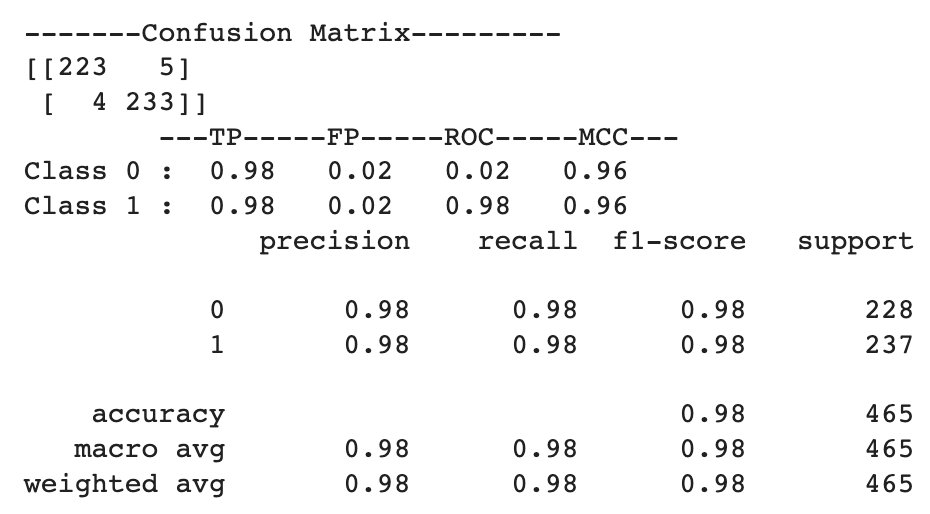 -------Confusion Matrix---------
[[223   5]
 [  4 233]]
        ---TP-----FP-----ROC-----MCC---
Class 0 :  0.98   0.02   0.02   0.96
Class 1 :  0.98   0.02   0.98   0.96
              precision    recall  f1-score   support

           0       0.98      0.98      0.98       228
           1       0.98      0.98      0.98       237

    accuracy                           0.98       465
   macro avg       0.98      0.98      0.98       465
weighted avg       0.98      0.98      0.98       465